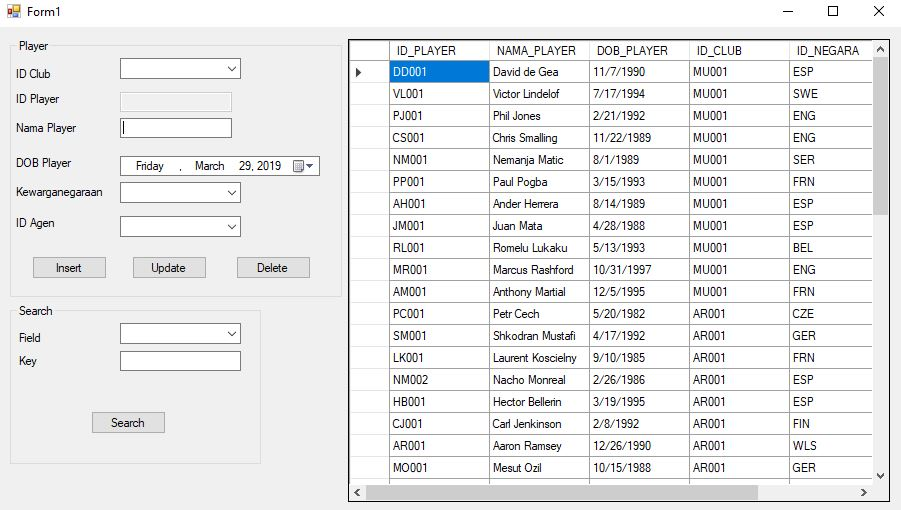 Form1
Player
ID Club
ID Player
Nama Player
DOB Player Friday , March 29, 2019
Kewarganegaraan
ID Agen
Insert Update Delete
Search
Field
Key
Search
ID_PLAYER NAMA_PLAYER DOB_PLAYER ID_CLUB ID_NEGARA
DD001 David de Gea 11/7/1990 MU001 ESP
VL001 Victor Lindelof 7/17/1994 MU001 SWE
PJ001 Phil Jones 2/21/1992 MU001 ENG
CS001 Chris Smalling 11/22/1989 MU001 ENG
NM001 Nemanja Matic 8/1/1989 MU001 SER
PP001 Paul Pogba 3/15/1993 MU001 FRN
AH001 Ander Herrera 8/14/1989 MU001 ESP
JM001 Juan Mata 4/28/1988 MU001 ESP
RL001 Romelu Lukaku 5/13/1993 MU001 BEL
MR001 Marcus Rashford 10/31/1997 MU001 ENG
AM001 Anthony Martial 12/5/1995 MU001 FRN
PC001 Petr Cech 5/20/1982 AR001 CZE
SM001 Shkodran Mustafi 4/17/1992 AR001 GER
LK001 Laurent Koscielny 9/10/1985 AR001 FRN
NM002 Nacho Monreal 2/26/1986 AR001 ESP
HB001 Hector Bellerin 3/19/1995 AR001 ESP
CJ001 Carl Jenkinson 2/8/1992 AR001 FIN
AR001 Aaron Ramsey 12/26/1990 AR001 WLS
MO001 Mesut Ozil 10/15/1988 AR001 GER